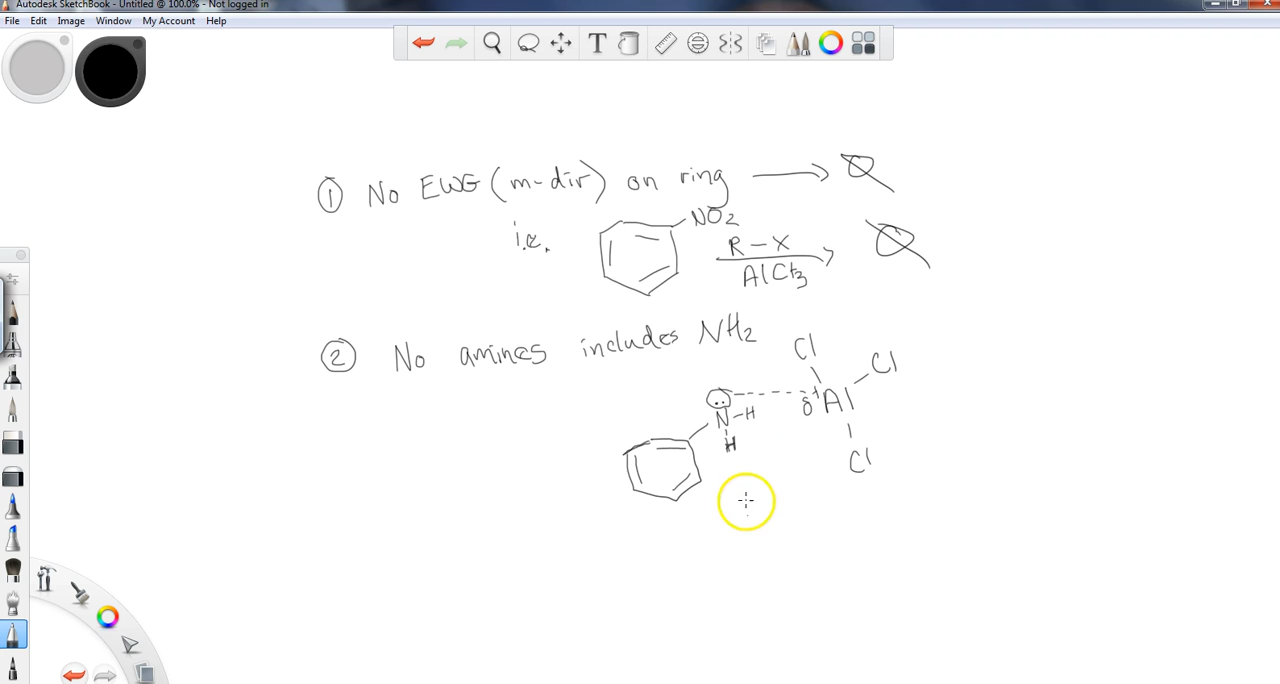 Autodesk SketchBook - Untitled @ 100.0% - Not logged in
File Edit Image Window My Account Help
T
① No EWG (m-dir) on ring ⟶ Ø
i.e. NO2 R-X Ø
AlCl3
② No amines includes NH2
Cl
Cl
δ+ Al
N-H
H
Cl